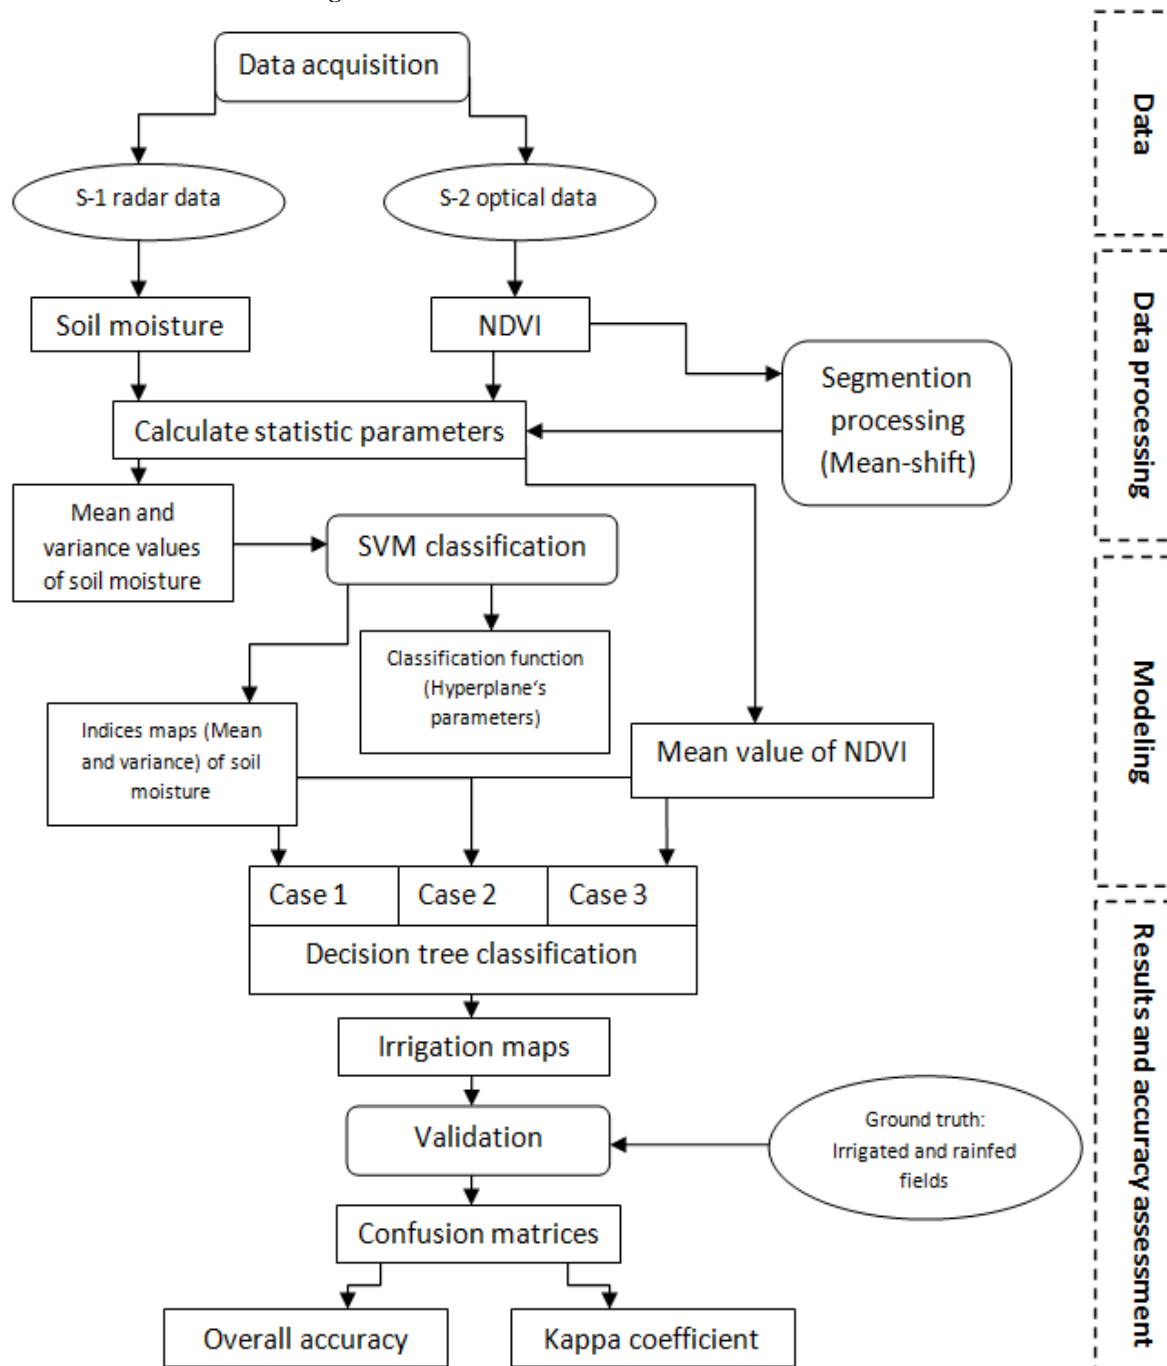 Data acquisition
S-1 radar data
S-2 optical data
Soil moisture
NDVI
Segmention
processing
(Mean-shift)
Calculate statistic parameters
Mean and
variance values
of soil moisture
SVM classification
Classification function
(Hyperplane‘s
parameters)
Indices maps (Mean
and variance) of soil
moisture
Mean value of NDVI
Case 1
Case 2
Case 3
Decision tree classification
Irrigation maps
Validation
Ground truth:
Irrigated and rainfed
fields
Confusion matrices
Overall accuracy
Kappa coefficient
Data
Data processing
Modeling
Results and accuracy assessment